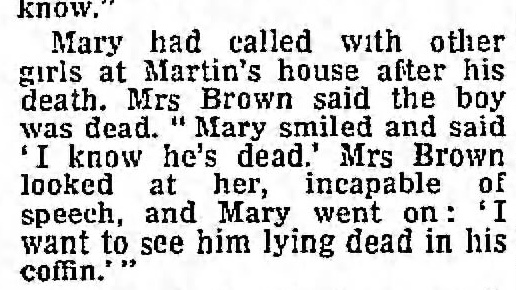 know."
Mary had called with other
girls at Martin's house after his
death. Mrs Brown said the boy
was dead. " Mary smiled and said
'I know he's dead.' Mrs Brown
looked at her, incapable of
speech, and Mary went on : 'I
want to see him lying dead in his
coffin.' "